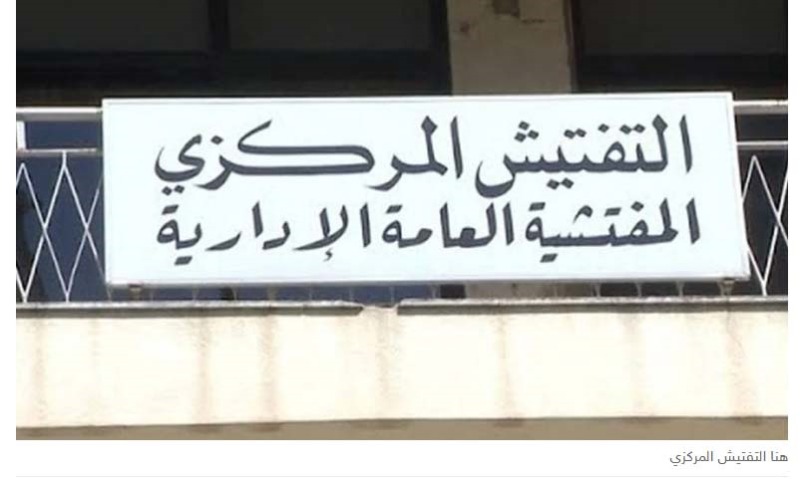 التفتيش المركزي
المفتشية العامة الإدارية
هنا التفتيش المركزي